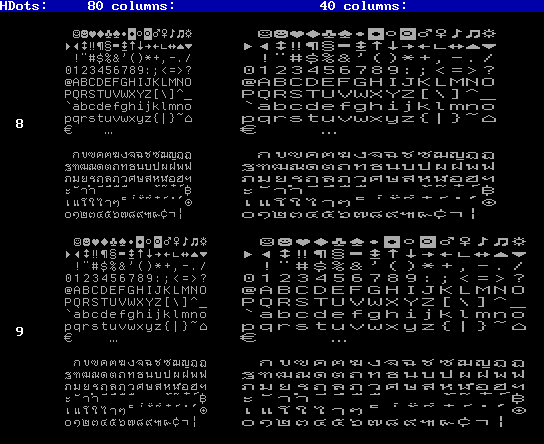 HDots: 80 columns: 40 columns:
☺☻♥♦♣♠•◘○◙♂♀♪♫☼ ☺☻♥♦♣♠•◘○◙♂♀♪♫☼
►◄↕‼¶§▬↨↑↓→←∟↔▲▼ ►◄↕‼¶§▬↨↑↓→←∟↔▲▼
!"#$%&'()*+,-./ !"#$%&'()*+,-./
0123456789:;<=>? 0123456789:;<=>?
@ABCDEFGHIJKLMNO @ABCDEFGHIJKLMNO
PQRSTUVWXYZ[\]^_ PQRSTUVWXYZ[\]^_
`abcdefghijklmno `abcdefghijklmno
pqrstuvwxyz{|}~⌂ pqrstuvwxyz{|}~⌂
8
€ … € …
กขฃคฅฆงจฉชซฌญฎฏ กขฃคฅฆงจฉชซฌญฎฏ
ฐฑฒณดตถทธนบปผฝพฟ ฐฑฒณดตถทธนบปผฝพฟ
ภมยรฤลฦวศษสหฬอฮฯ ภมยรฤลฦวศษสหฬอฮฯ
ะ ั า ำ ิ ี ึ ื ุ ู ฺ ฿ ะ ั า ำ ิ ี ึ ื ุ ู ฺ ฿
เแโใไๅๆ ็ ่ ้ ๊ ๋ ์ ํ ๎ ๏ เแโใไๅๆ ็ ่ ้ ๊ ๋ ์ ํ ๎ ๏
๐๑๒๓๔๕๖๗๘๙๚๛¢¬¦ ๐๑๒๓๔๕๖๗๘๙๚๛¢¬¦
☺☻♥♦♣♠•◘○◙♂♀♪♫☼ ☺☻♥♦♣♠•◘○◙♂♀♪♫☼
►◄↕‼¶§▬↨↑↓→←∟↔▲▼ ►◄↕‼¶§▬↨↑↓→←∟↔▲▼
!"#$%&'()*+,-./ !"#$%&'()*+,-./
0123456789:;<=>? 0123456789:;<=>?
@ABCDEFGHIJKLMNO @ABCDEFGHIJKLMNO
PQRSTUVWXYZ[\]^_ PQRSTUVWXYZ[\]^_
`abcdefghijklmno `abcdefghijklmno
pqrstuvwxyz{|}~⌂ pqrstuvwxyz{|}~⌂
9
€ … € …
กขฃคฅฆงจฉชซฌญฎฏ กขฃคฅฆงจฉชซฌญฎฏ
ฐฑฒณดตถทธนบปผฝพฟ ฐฑฒณดตถทธนบปผฝพฟ
ภมยรฤลฦวศษสหฬอฮฯ ภมยรฤลฦวศษสหฬอฮฯ
ะ ั า ำ ิ ี ึ ื ุ ู ฺ ฿ ะ ั า ำ ิ ี ึ ื ุ ู ฺ ฿
เแโใไๅๆ ็ ่ ้ ๊ ๋ ์ ํ ๎ ๏ เแโใไๅๆ ็ ่ ้ ๊ ๋ ์ ํ ๎ ๏
๐๑๒๓๔๕๖๗๘๙๚๛¢¬¦ ๐๑๒๓๔๕๖๗๘๙๚๛¢¬¦